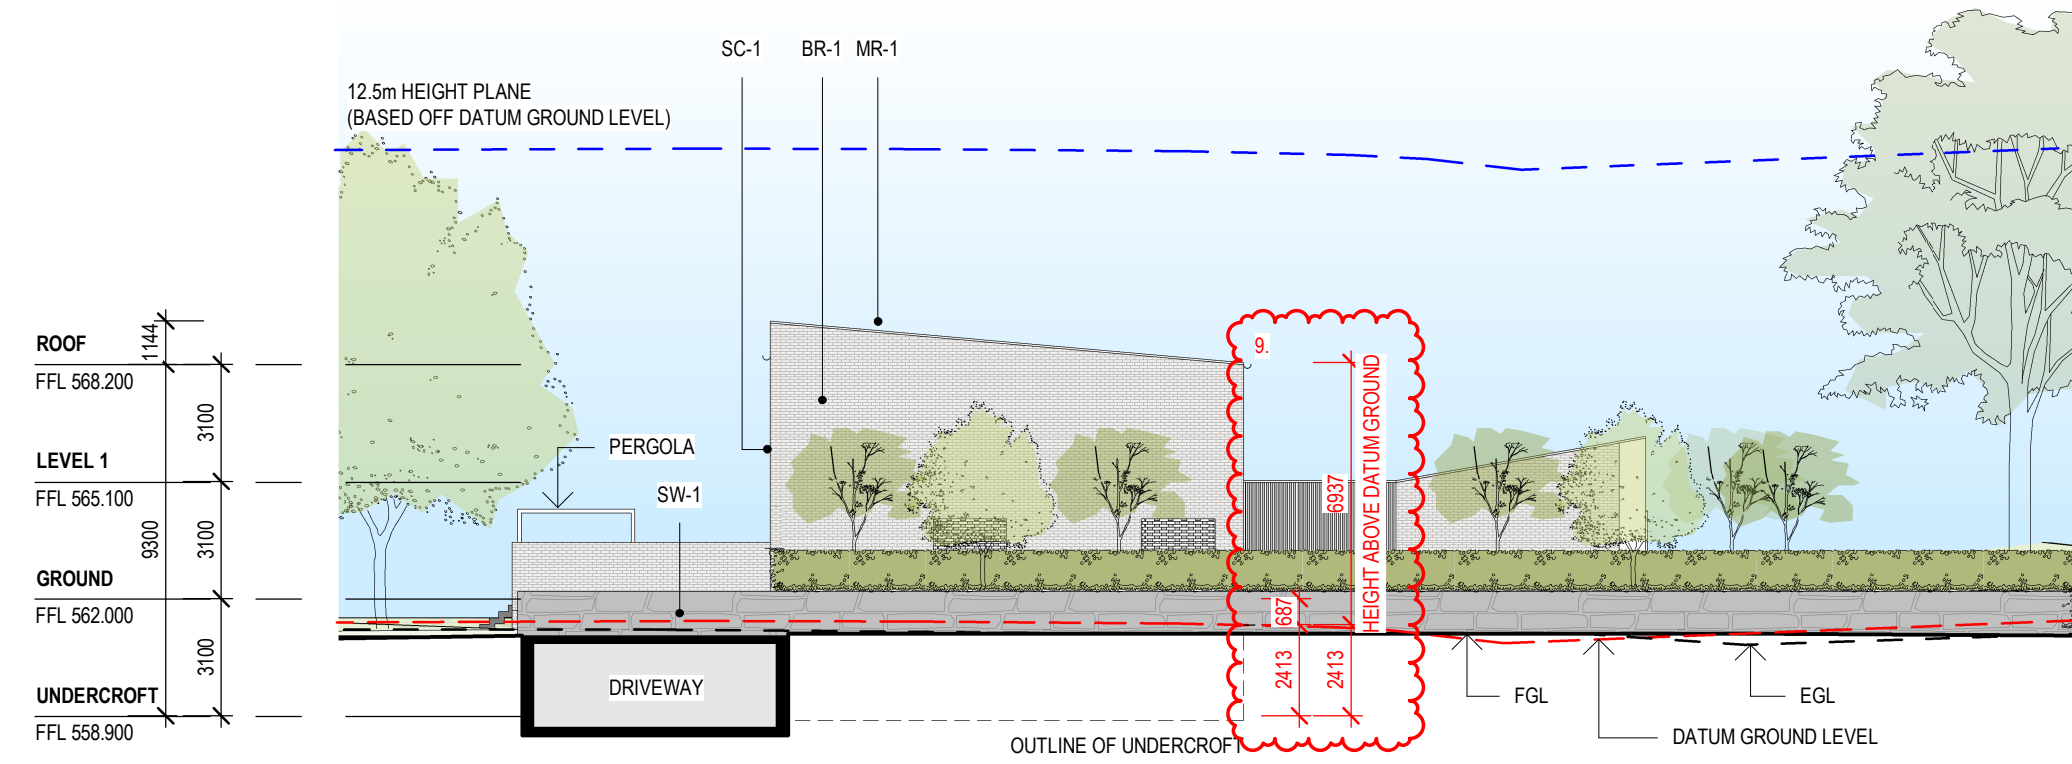 SC-1 BR-1 MR-1
12.5m HEIGHT PLANE
(BASED OFF DATUM GROUND LEVEL)
1144
ROOF
FFL 568.200
3100
LEVEL 1
FFL 565.100
9300
3100
GROUND
FFL 562.000
3100
UNDERCROFT
FFL 558.900
PERGOLA
SW-1
DRIVEWAY
OUTLINE OF UNDERCROFT
9.
6937
HEIGHT ABOVE DATUM GROUND
687
2413
2413
FGL
EGL
DATUM GROUND LEVEL